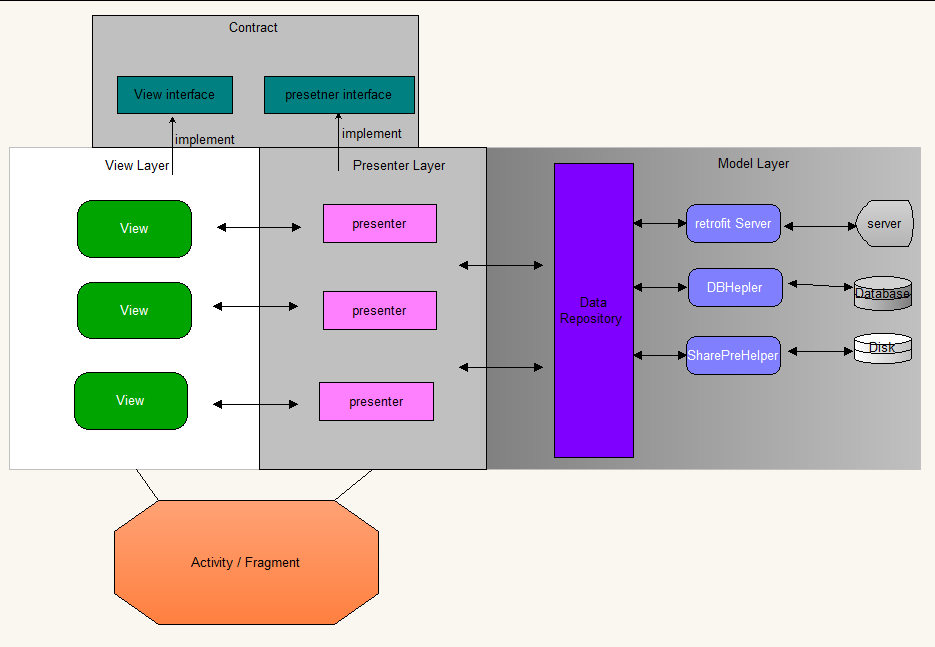 Contract
View interface
presetner interface
implement
implement
View Layer
Presenter Layer
Model Layer
View
presenter
retrofit Server
server
View
presenter
Data
Repository
DBHepler
Database
View
presenter
SharePreHelper
Disk
Activity / Fragment